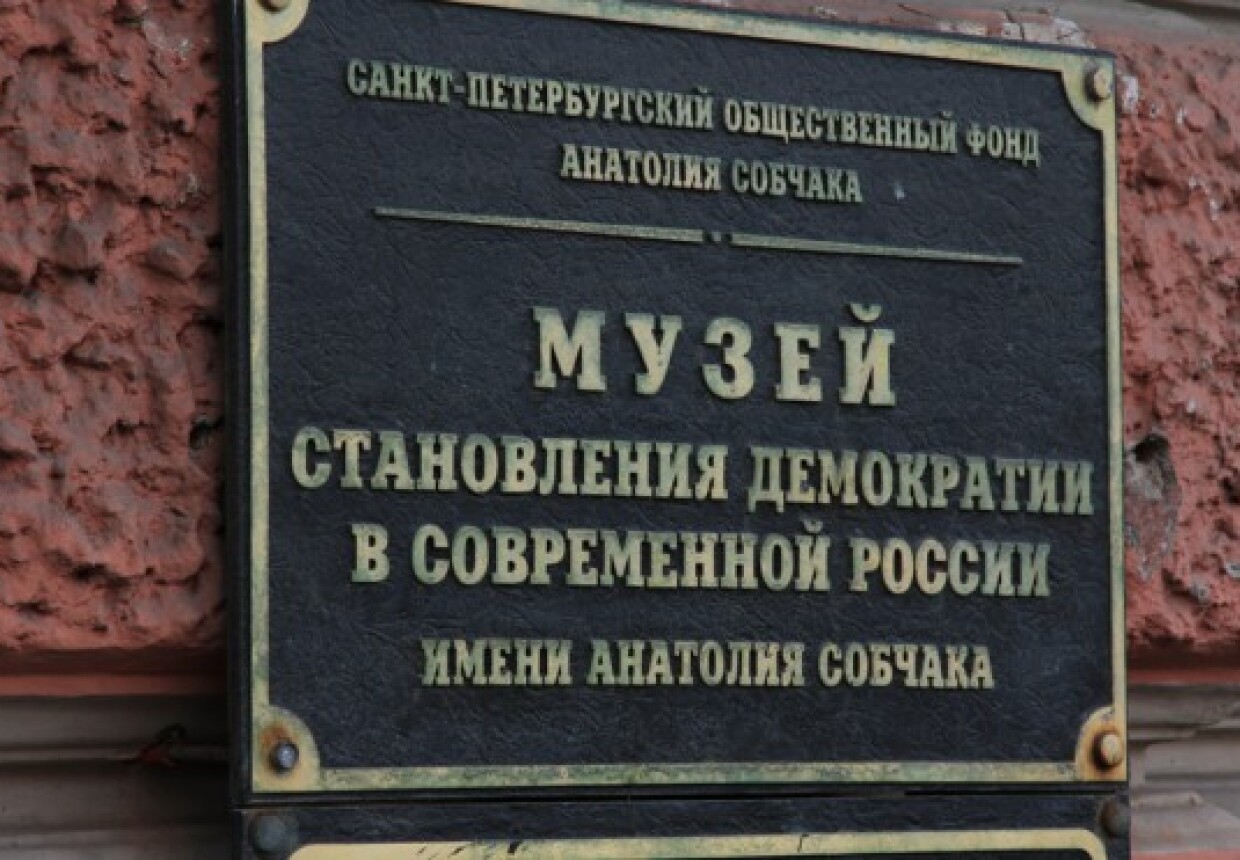 САНКТ-ПЕТЕРБУРГСКИЙ ОБЩЕСТВЕННЫЙ ФОНД
АНАТОЛИЯ СОБЧАКА
МУЗЕЙ
СТАНОВЛЕНИЯ ДЕМОКРАТИИ
В СОВРЕМЕННОЙ РОССИИ
ИМЕНИ АНАТОЛИЯ СОБЧАКА